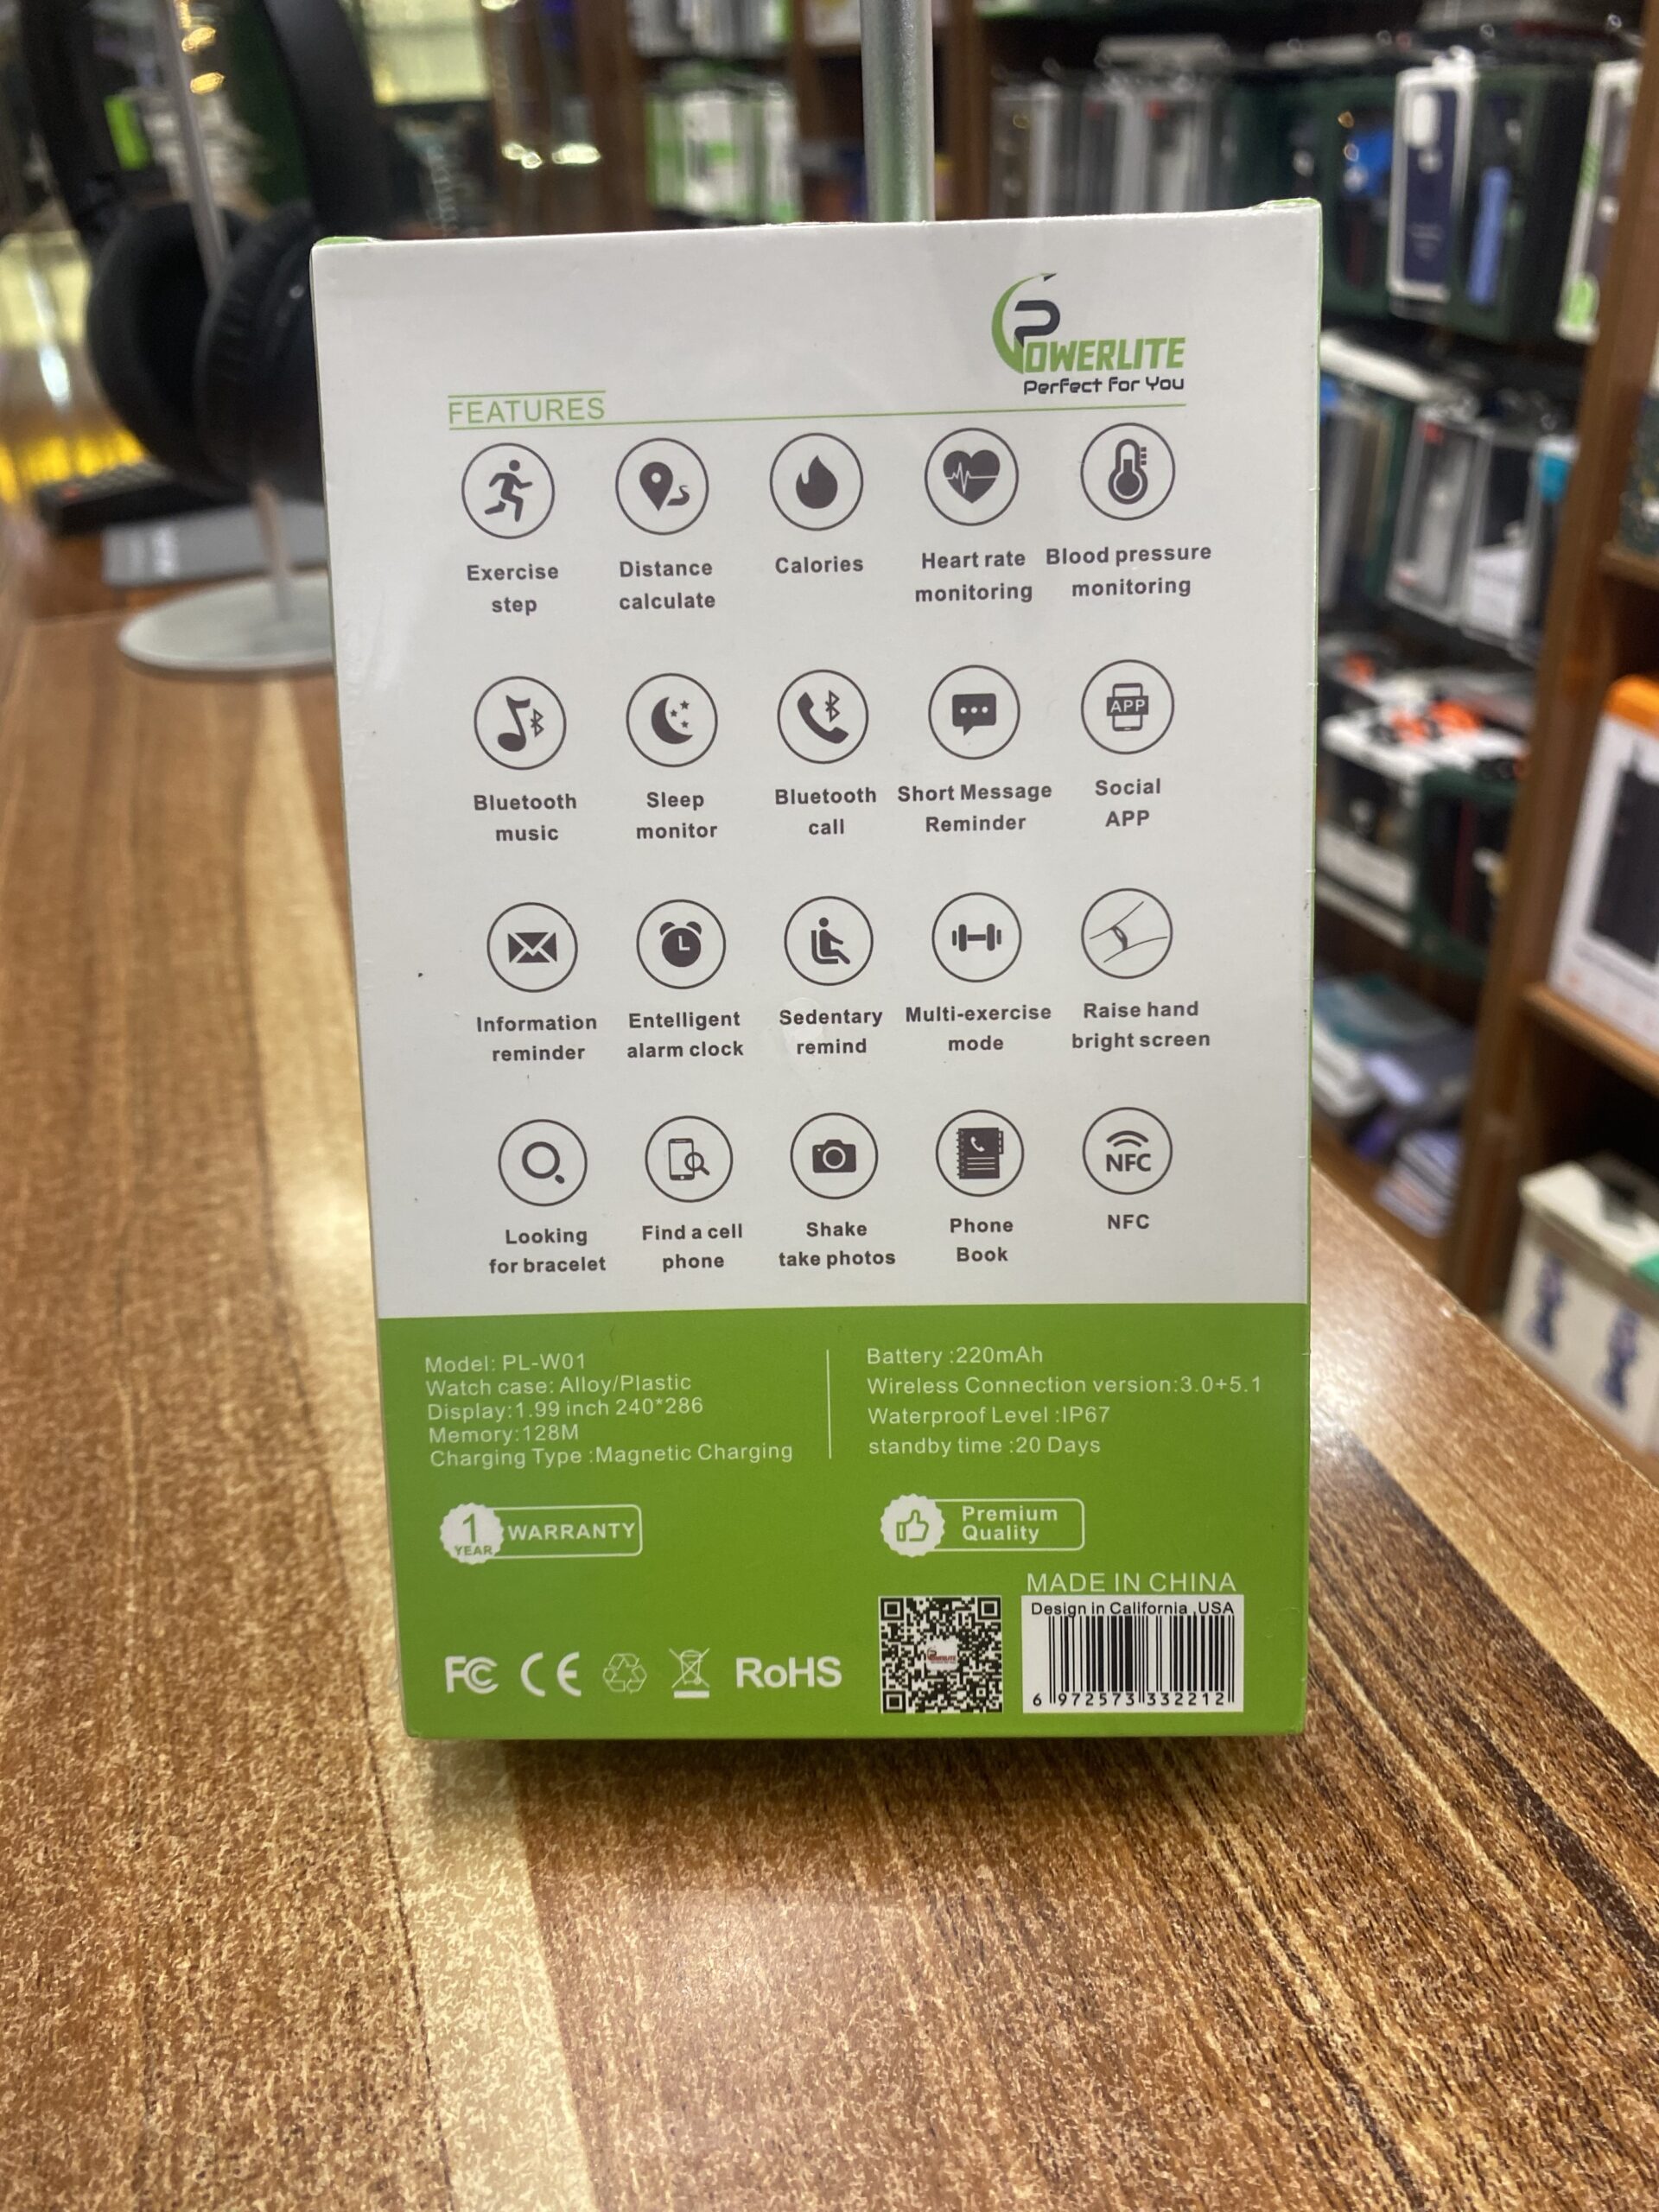 POWERLITE
Perfect For You
FEATURES
Exercise step
Distance calculate
Calories
Heart rate monitoring
Blood pressure monitoring
Bluetooth music
Sleep monitor
Bluetooth call
Short Message Reminder
APP
Social APP
Information reminder
Entelligent alarm clock
Sedentary remind
Multi-exercise mode
Raise hand bright screen
Looking for bracelet
Find a cell phone
Shake take photos
Phone Book
NFC
NFC
Model: PL-W01
Watch case: Alloy/Plastic
Display:1.99 inch 240*286
Memory:128M
Charging Type :Magnetic Charging
Battery :220mAh
Wireless Connection version:3.0+5.1
Waterproof Level :IP67
standby time :20 Days
1 YEAR WARRANTY
Premium
Quality
MADE IN CHINA
Design in California ,USA
FC CE RoHS
6 972573 332212